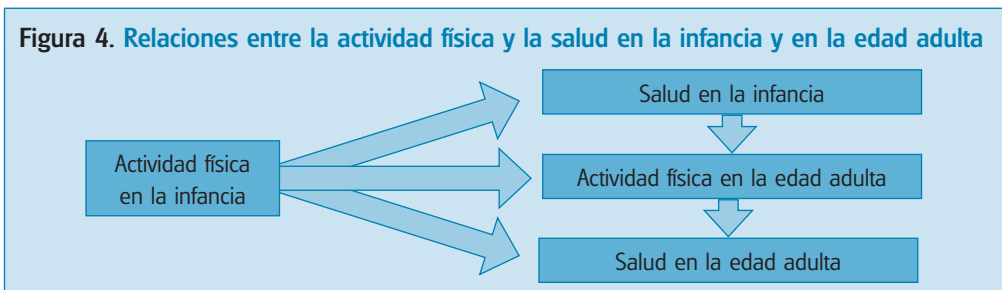 Figura 4. Relaciones entre la actividad física y la salud en la infancia y en la edad adulta
Actividad física
en la infancia
Salud en la infancia
Actividad física en la edad adulta
Salud en la edad adulta